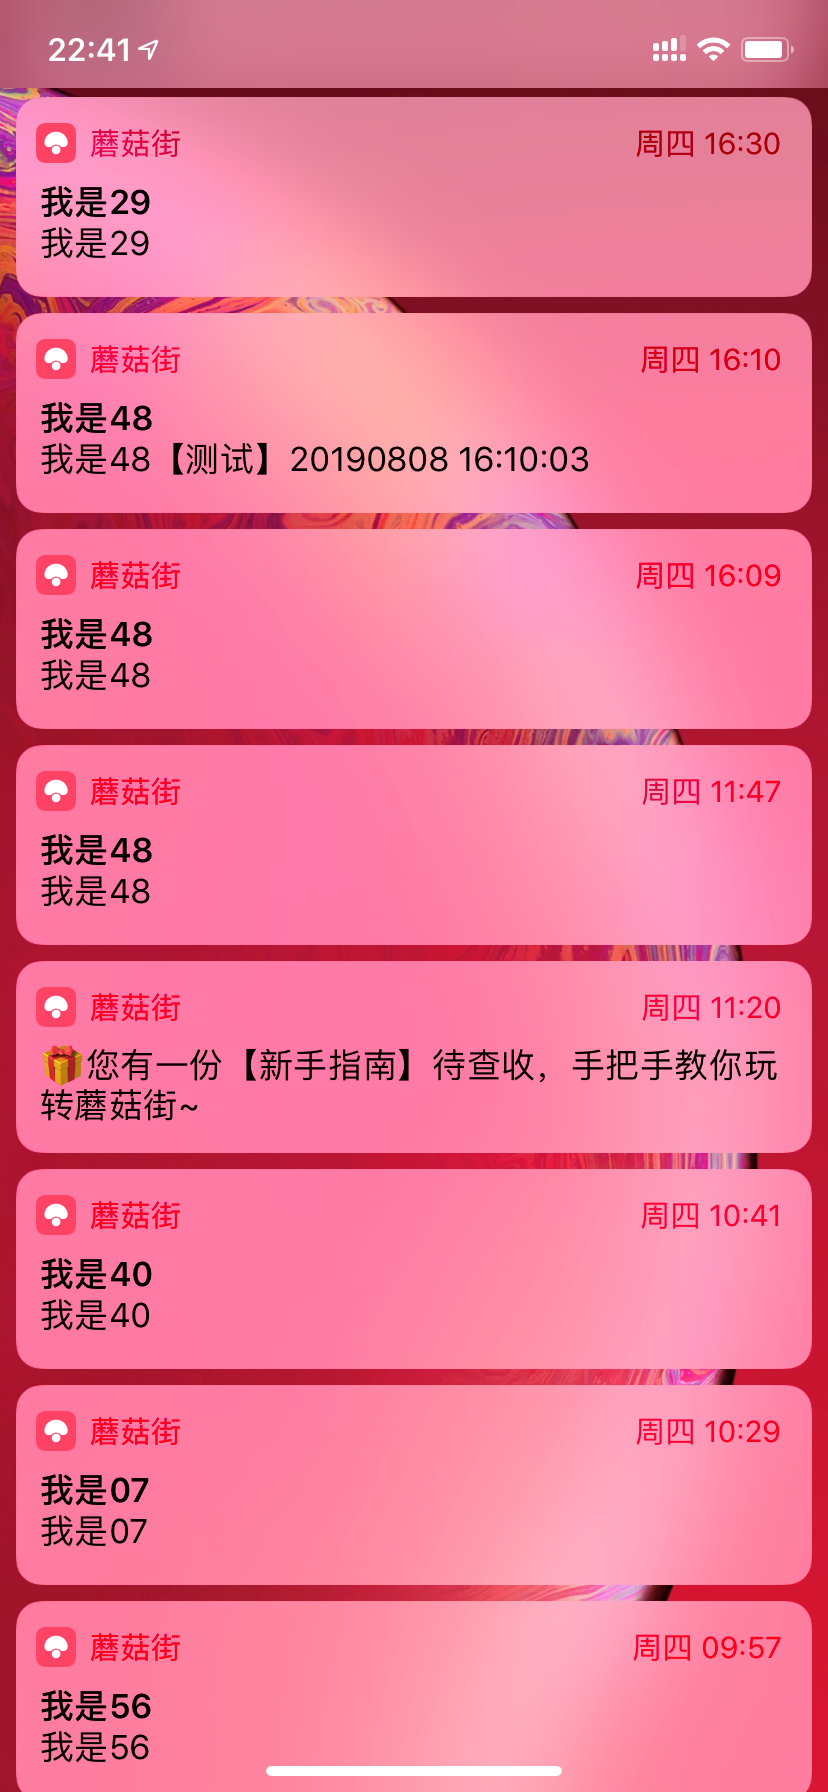 22:41
蘑菇街 周四 16:30
我是29
我是29
蘑菇街 周四 16:10
我是48
我是48【测试】20190808 16:10:03
蘑菇街 周四 16:09
我是48
我是48
蘑菇街 周四 11:47
我是48
我是48
蘑菇街 周四 11:20
🎁您有一份【新手指南】待查收，手把手教你玩
转蘑菇街~
蘑菇街 周四 10:41
我是40
我是40
蘑菇街 周四 10:29
我是07
我是07
蘑菇街 周四 09:57
我是56
我是56